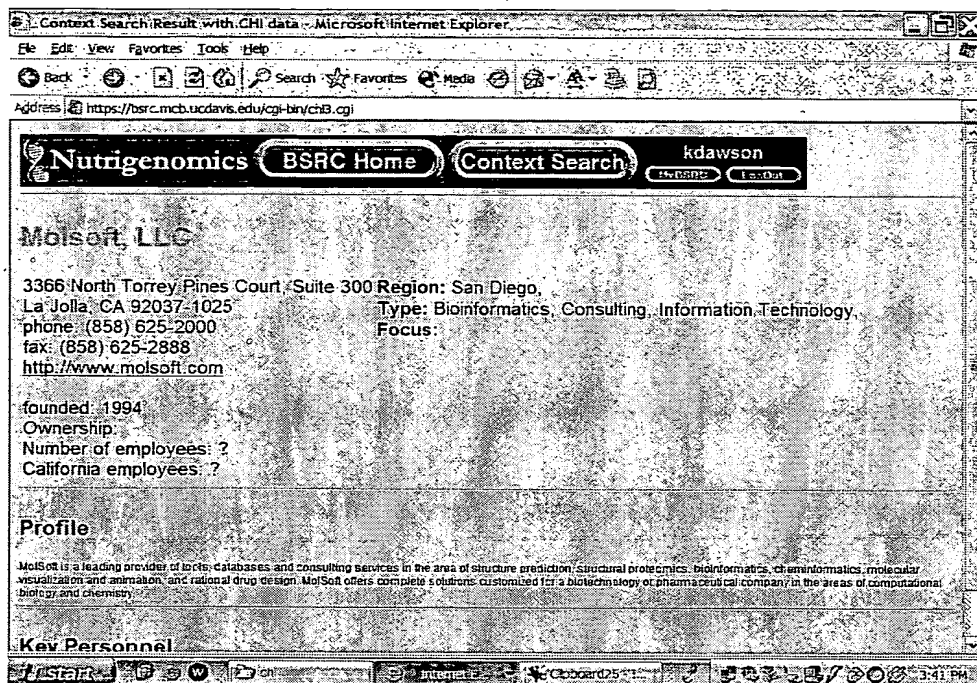 Context Search Result with CHI data - Microsoft Internet Explorer
File Edit View Favorites Tools Help
Back Search Favorites Media
Address https://bsrc.mcb.ucdavis.edu/cgi-bin/chi3.cgi
Nutrigenomics BSRC Home Context Search kdawson
MyBSRC LogOut
Molsoft, LLC
3366 North Torrey Pines Court Suite 300 Region: San Diego,
La Jolla, CA 92037-1025 Type: Bioinformatics, Consulting, Information Technology,
phone: (858) 625-2000 Focus:
fax: (858) 625-2888
http://www.molsoft.com
founded: 1994
Ownership:
Number of employees: ?
California employees: ?
Profile
MolSoft is a leading provider of tools, databases and consulting services in the area of structure prediction, structural proteomics, bioinformatics, cheminformatics, molecular
visualization and animation, and rational drug design. MolSoft offers complete solutions customized for a biotechnology or pharmaceutical company in the areas of computational
biology and chemistry.
Key Personnel
Start chi Clipboard25 3:41 PM